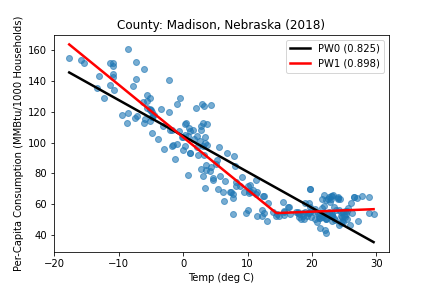 County: Madison, Nebraska (2018)
Per-Capita Consumption (MMBtu/1000 Households)
160
140
120
100
80
60
40
PW0 (0.825)
PW1 (0.898)
−20
−10
0
10
20
30
Temp (deg C)